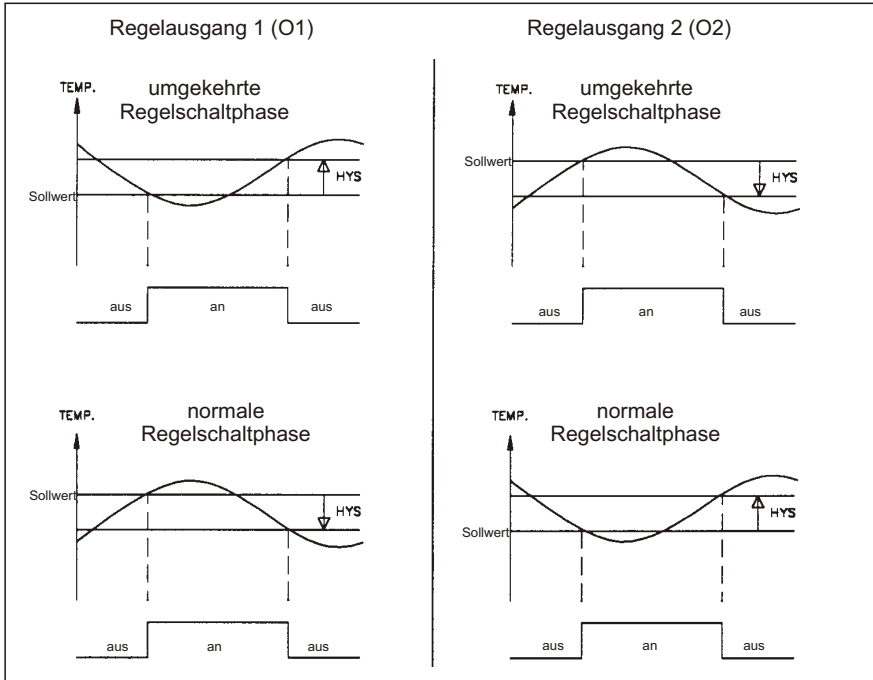 Regelausgang 1 (O1)
TEMP.
umgekehrte
Regelschaltphase
Sollwert
HYS
aus
an
aus
TEMP.
normale
Regelschaltphase
Sollwert
HYS
aus
an
aus
Regelausgang 2 (O2)
TEMP.
umgekehrte
Regelschaltphase
Sollwert
HYS
aus
an
aus
TEMP.
normale
Regelschaltphase
Sollwert
HYS
aus
an
aus